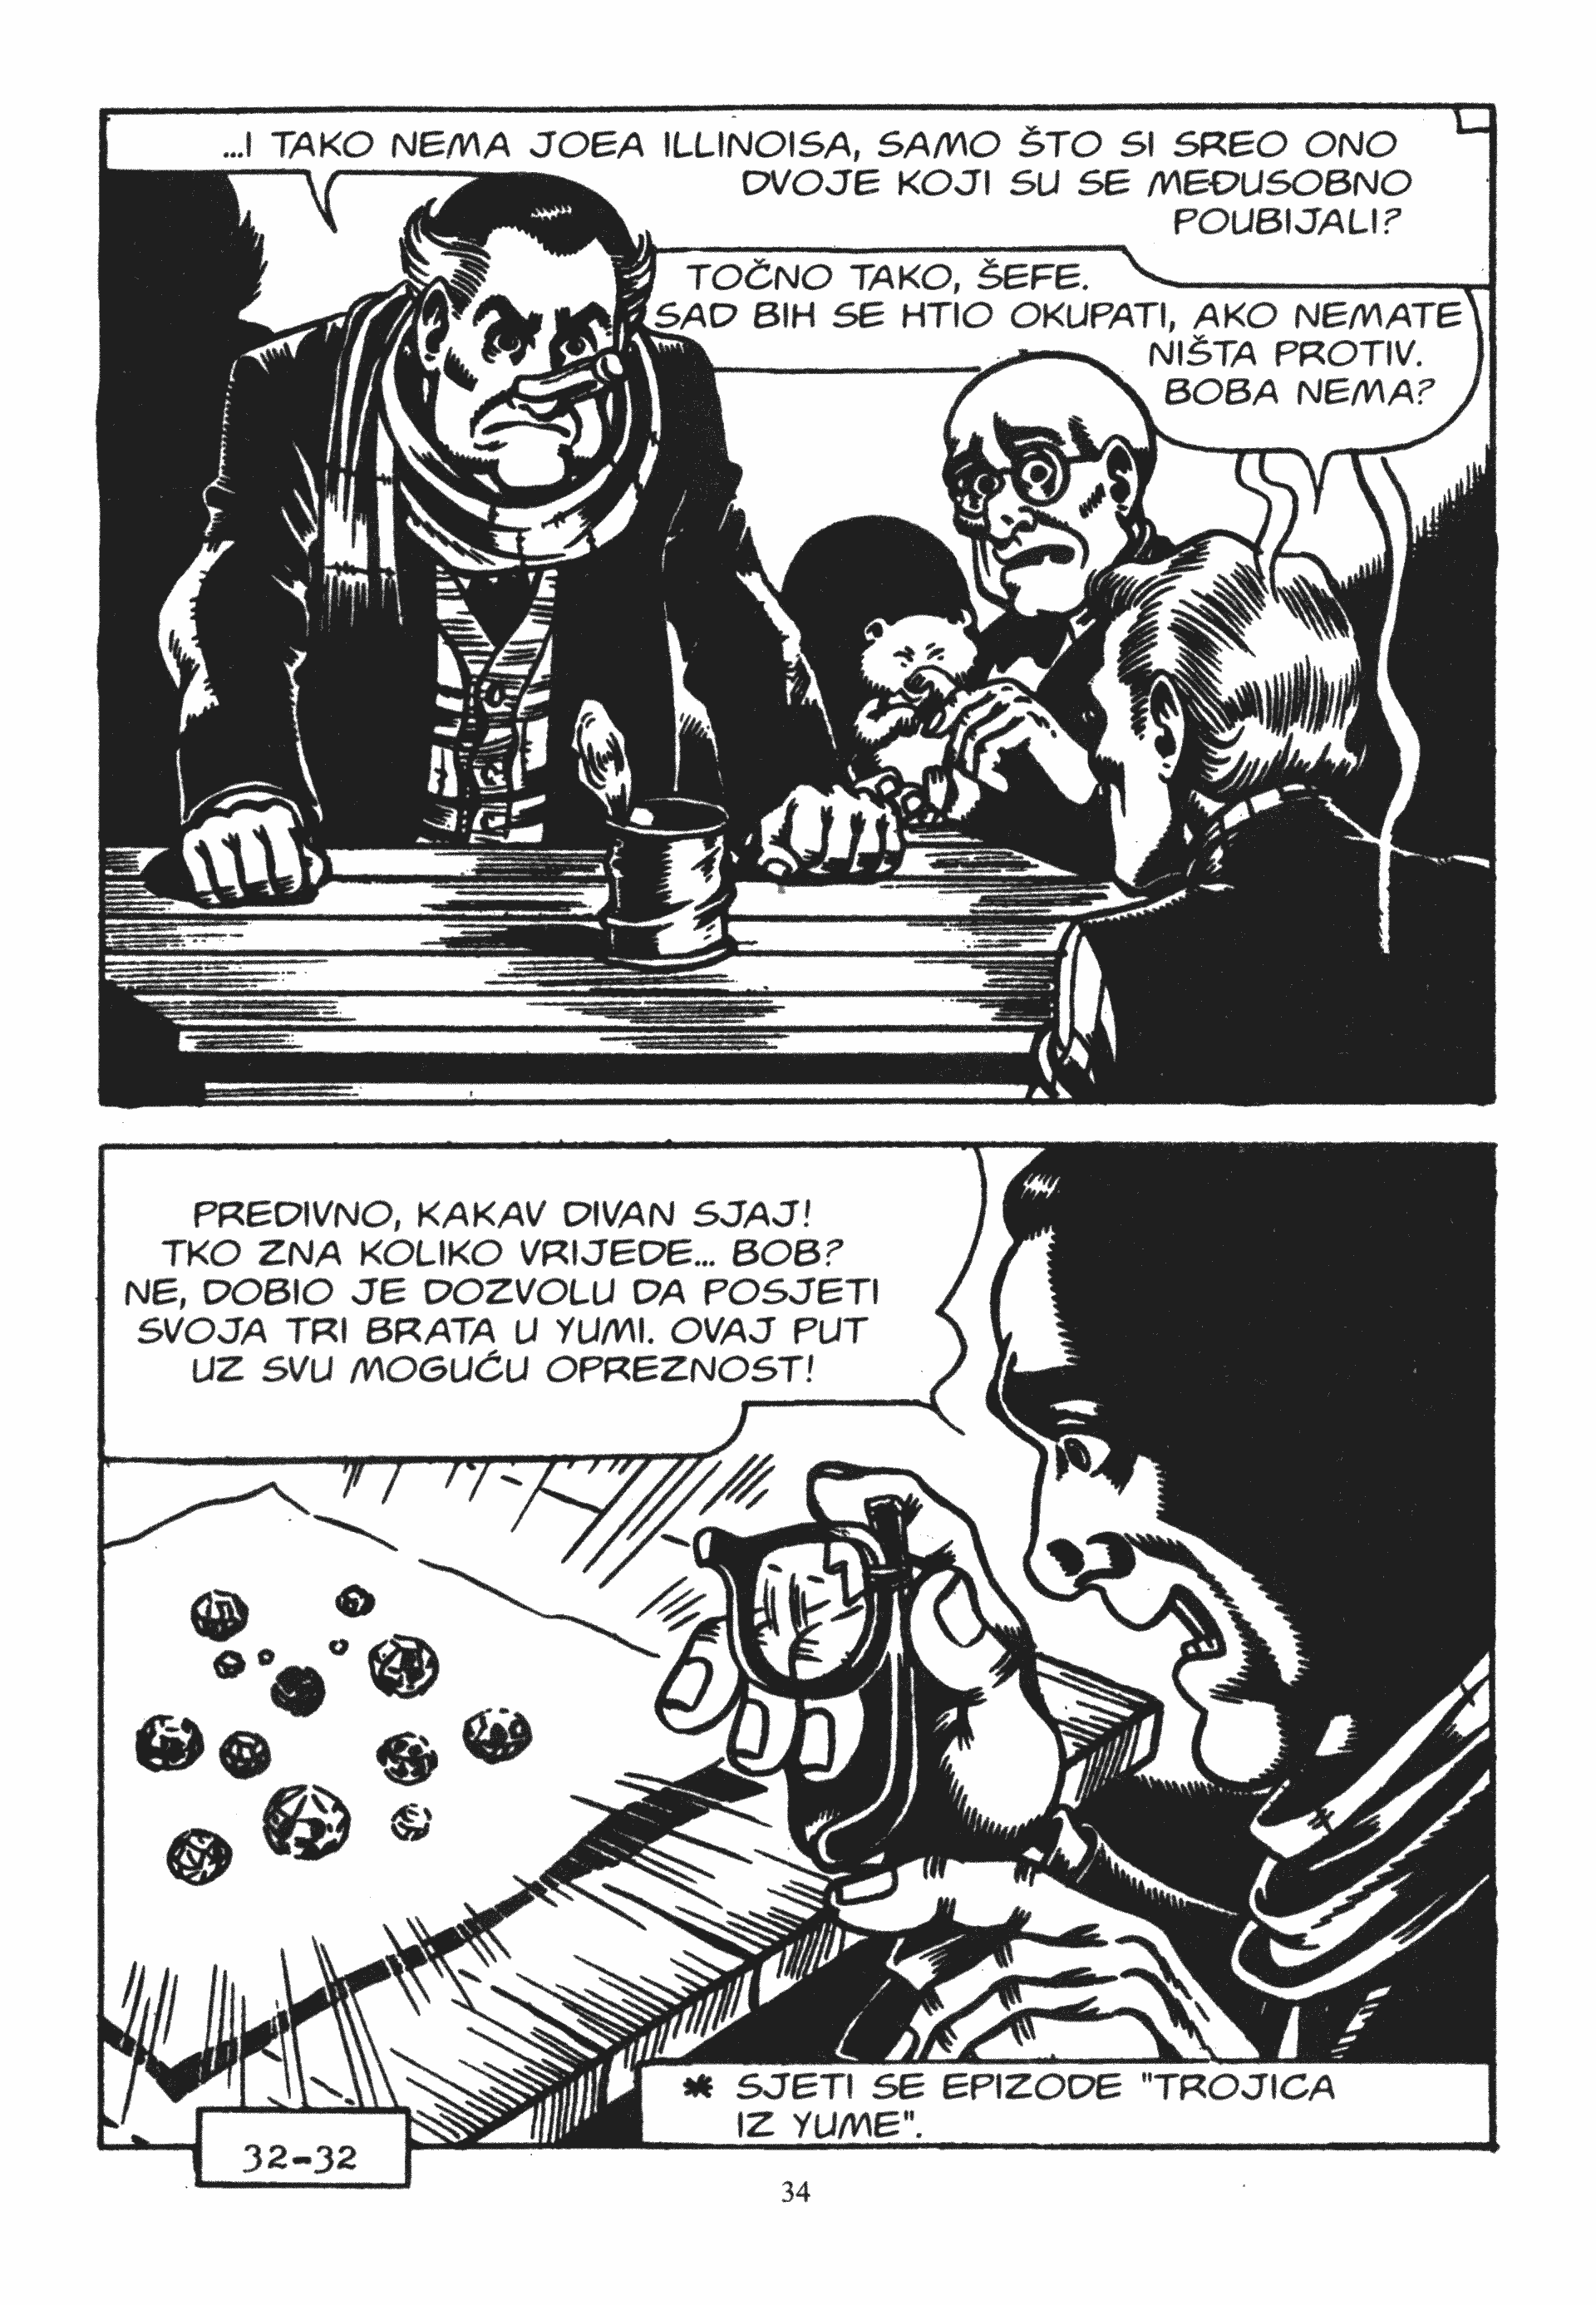 ...I TAKO NEMA JOEA ILLINOISA, SAMO ŠTO SI SREO ONO
DVOJE KOJI SU SE MEĐUSOBNO
POUBIJALI?
TOČNO TAKO, ŠEFE.
SAD BIH SE HTIO OKUPATI, AKO NEMATE
NIŠTA PROTIV.
BOBA NEMA?
PREDIVNO, KAKAV DIVAN SJAJ!
TKO ZNA KOLIKO VRIJEDE... BOB?
NE, DOBIO JE DOZVOLU DA POSJETI
SVOJA TRI BRATA U YUMI. OVAJ PUT
UZ SVU MOGUĆU OPREZNOST!
* SJETI SE EPIZODE "TROJICA
IZ YUME".
32-32
34